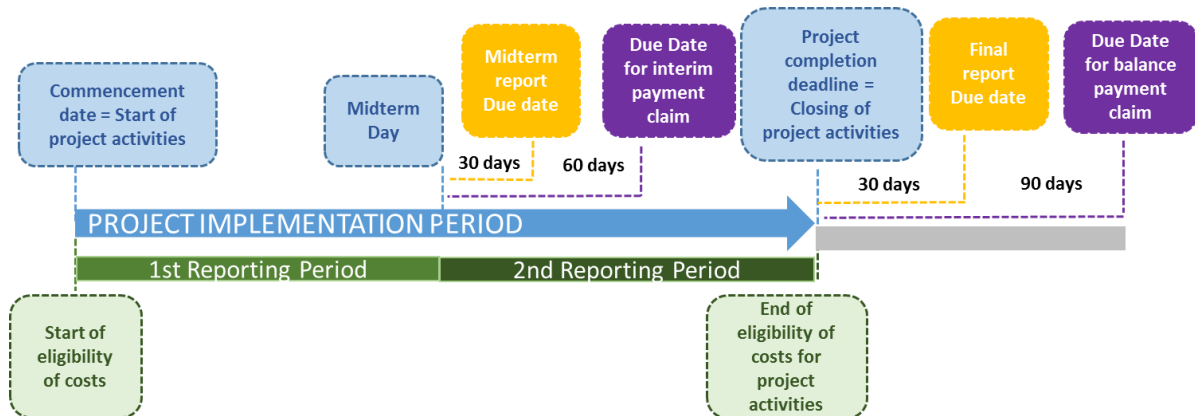 Commencement
date = Start of
project activities
Midterm
Day
Midterm
report
Due date
Due Date
for interim
payment
claim
Project
completion
deadline =
Closing of
project activities
Final
report
Due date
Due Date
for balance
payment
claim
30 days
60 days
30 days
90 days
PROJECT IMPLEMENTATION PERIOD
1st Reporting Period
2nd Reporting Period
Start of
eligibility
of costs
End of
eligibility of
costs for
project
activities